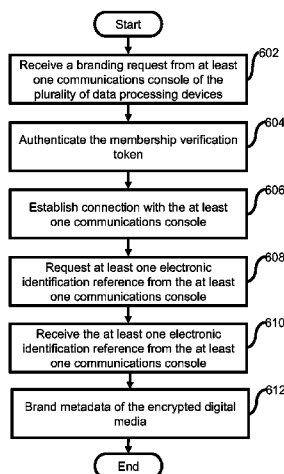 Start
602
Receive a branding request from at least
one communications console of the
plurality of data processing devices
604
Authenticate the membership verification
token
606
Establish connection with the at least
one communications console
608
Request at least one electronic
identification reference from the at least
one communications console
610
Receive the at least one electronic
identification reference from the at least
one communications console
612
Brand metadata of the encrypted digital
media
End